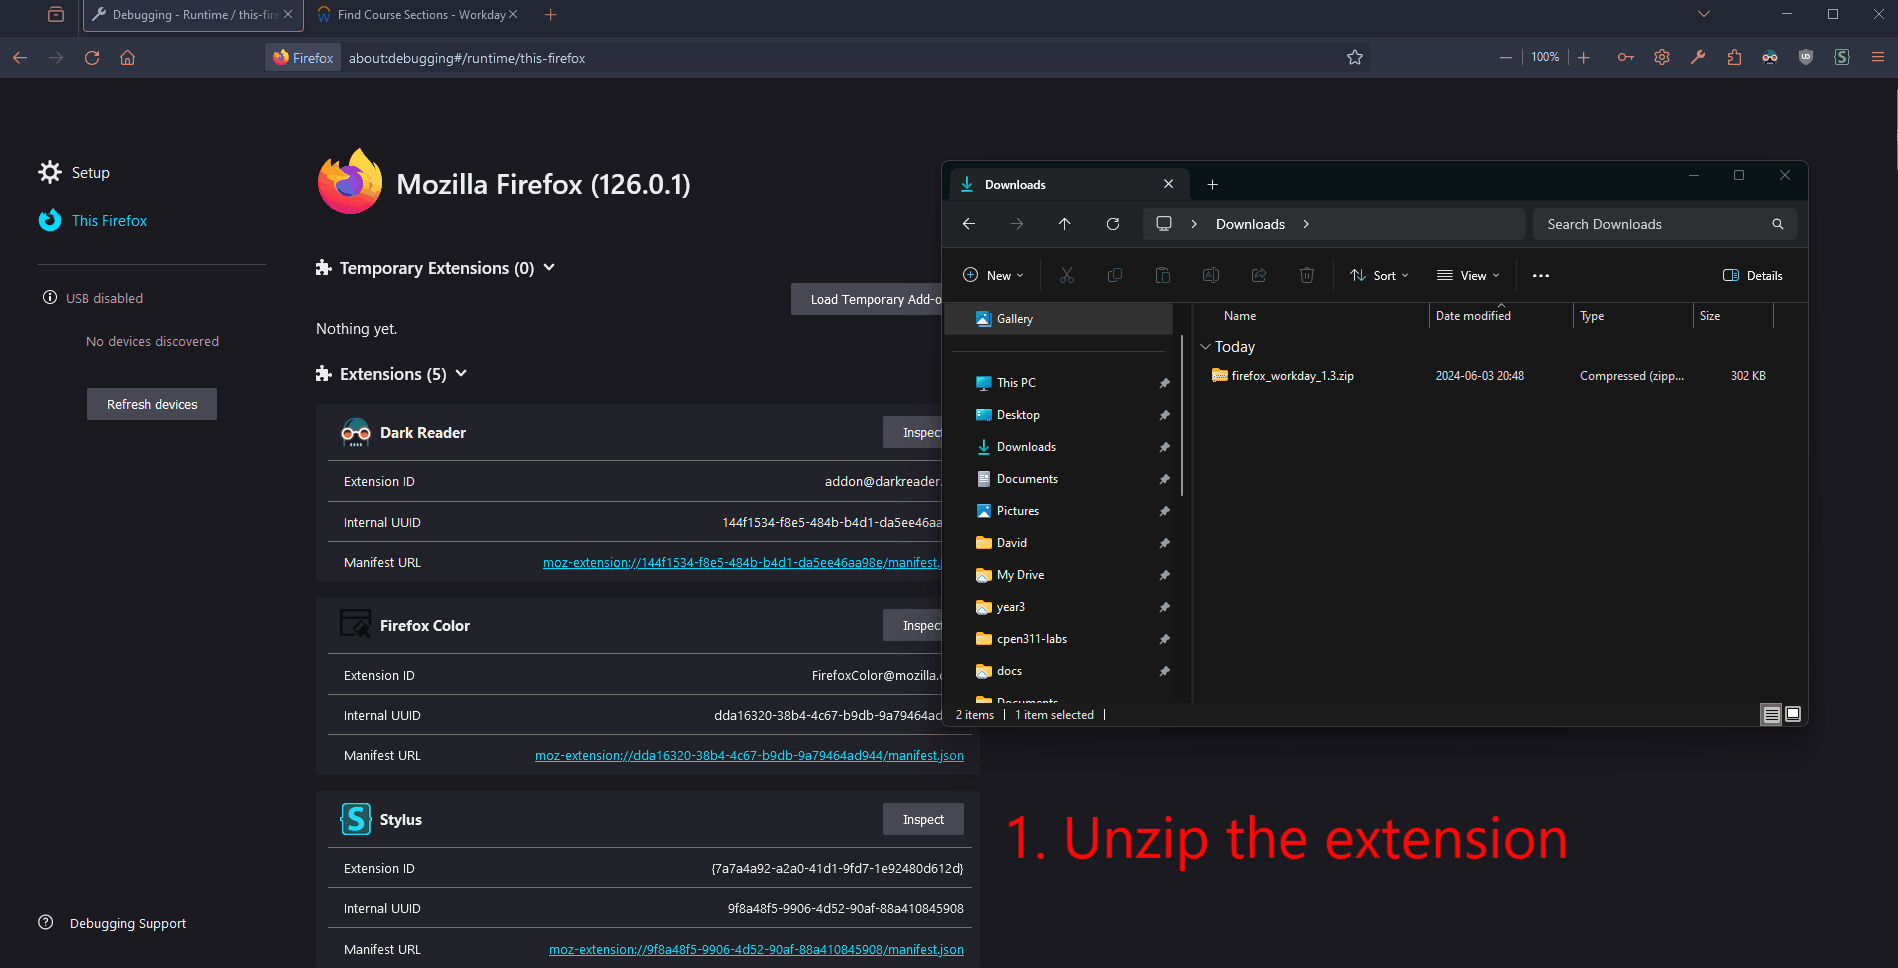 Debugging - Runtime / this-fire
Find Course Sections - Workday
Firefox
about:debugging#/runtime/this-firefox
100%
Setup
This Firefox
USB disabled
No devices discovered
Refresh devices
Debugging Support
Mozilla Firefox (126.0.1)
Temporary Extensions (0)
Load Temporary Add-o
Nothing yet.
Extensions (5)
Dark Reader
Inspect
Extension ID
addon@darkreader.
Internal UUID
144f1534-f8e5-484b-b4d1-da5ee46aa
Manifest URL
moz-extension://144f1534-f8e5-484b-b4d1-da5ee46aa98e/manifest.j
Firefox Color
Inspect
Extension ID
FirefoxColor@mozilla.
Internal UUID
dda16320-38b4-4c67-b9db-9a79464ad
Manifest URL
moz-extension://dda16320-38b4-4c67-b9db-9a79464ad944/manifest.json
Stylus
Inspect
Extension ID
{7a7a4a92-a2a0-41d1-9fd7-1e92480d612d}
Internal UUID
9f8a48f5-9906-4d52-90af-88a410845908
Manifest URL
moz-extension://9f8a48f5-9906-4d52-90af-88a410845908/manifest.json
Downloads
Downloads
Search Downloads
New
Sort
View
Details
Gallery
This PC
Desktop
Downloads
Documents
Pictures
David
My Drive
year3
cpen311-labs
docs
Documents
Name
Date modified
Type
Size
Today
firefox_workday_1.3.zip
2024-06-03 20:48
Compressed (zipp...
302 KB
2 items
1 item selected
1. Unzip the extension